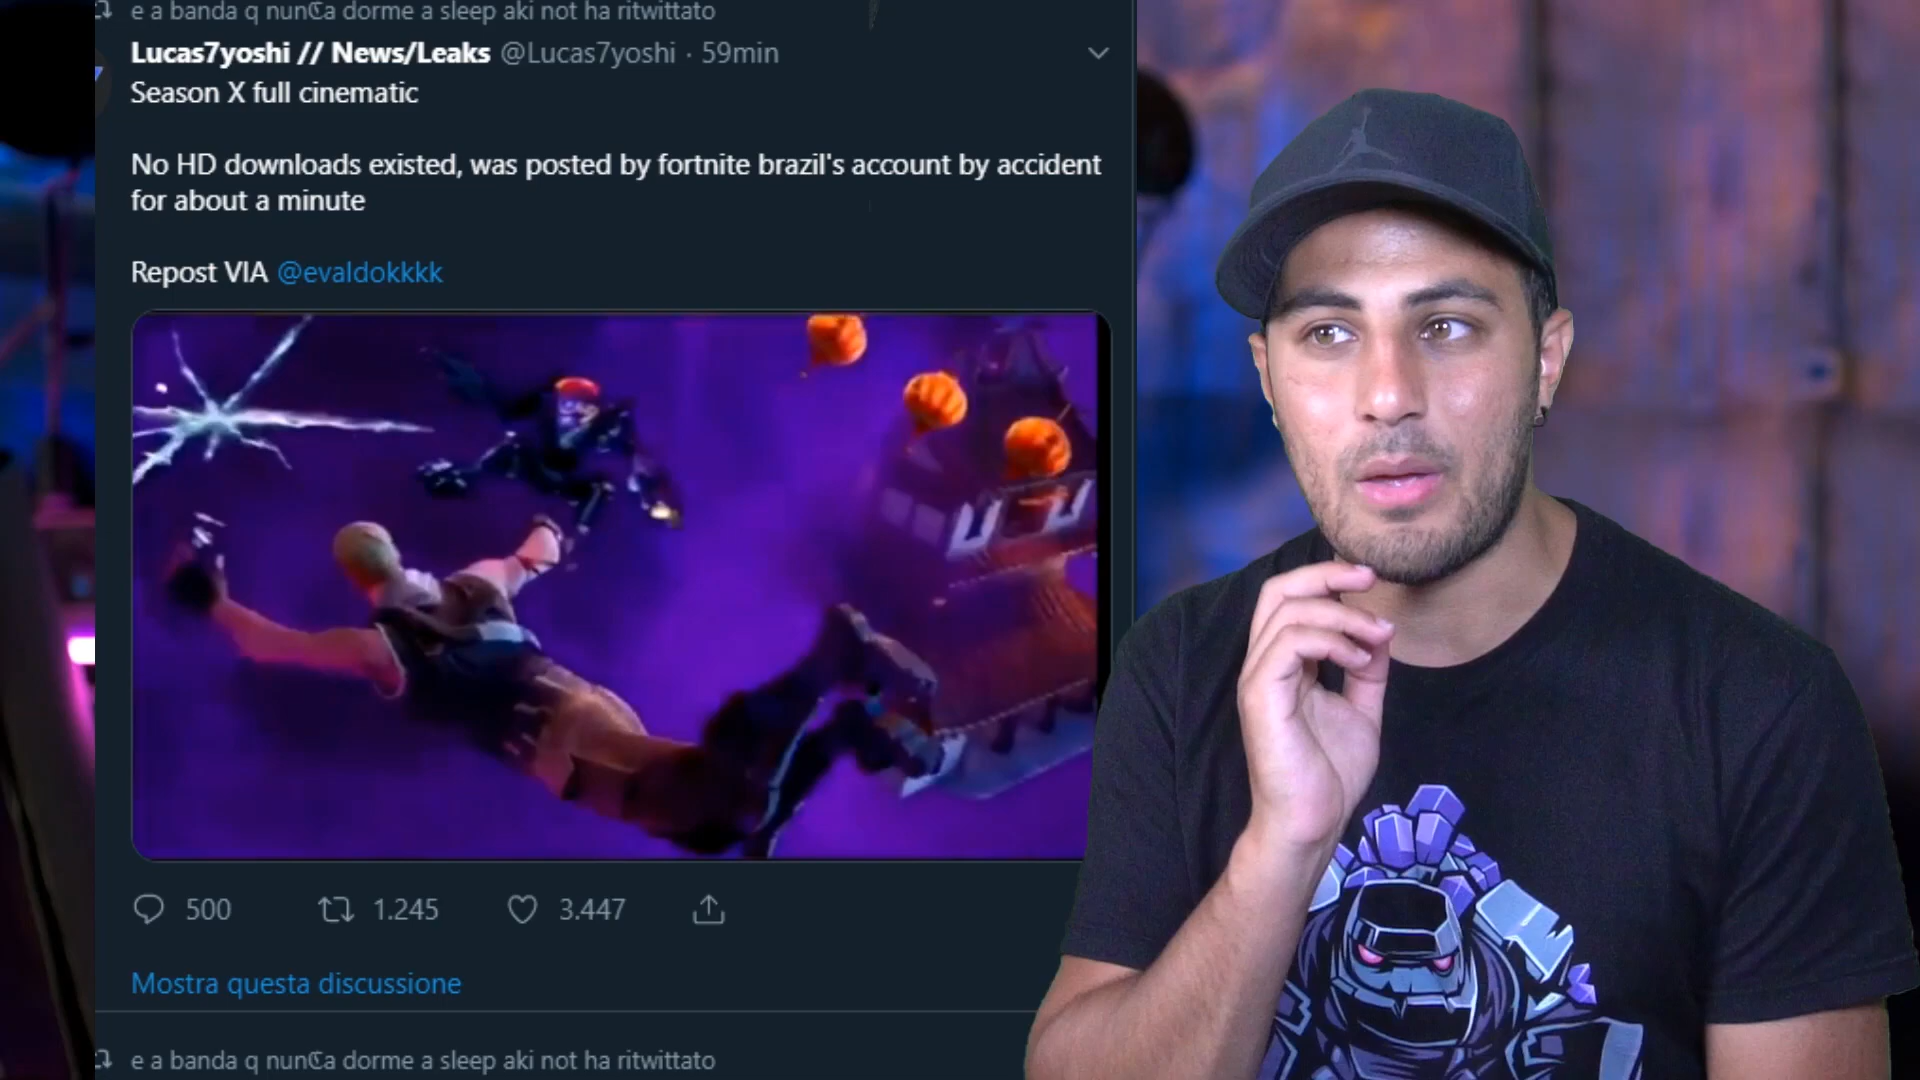 e a banda q nunca dorme a sleep aki not ha ritwittato
Lucas7yoshi // News/Leaks @Lucas7yoshi · 59min
Season X full cinematic
No HD downloads existed, was posted by fortnite brazil's account by accident
for about a minute
Repost VIA @evaldokkkk
500 1.245 3.447
Mostra questa discussione
e a banda q nunca dorme a sleep aki not ha ritwittato